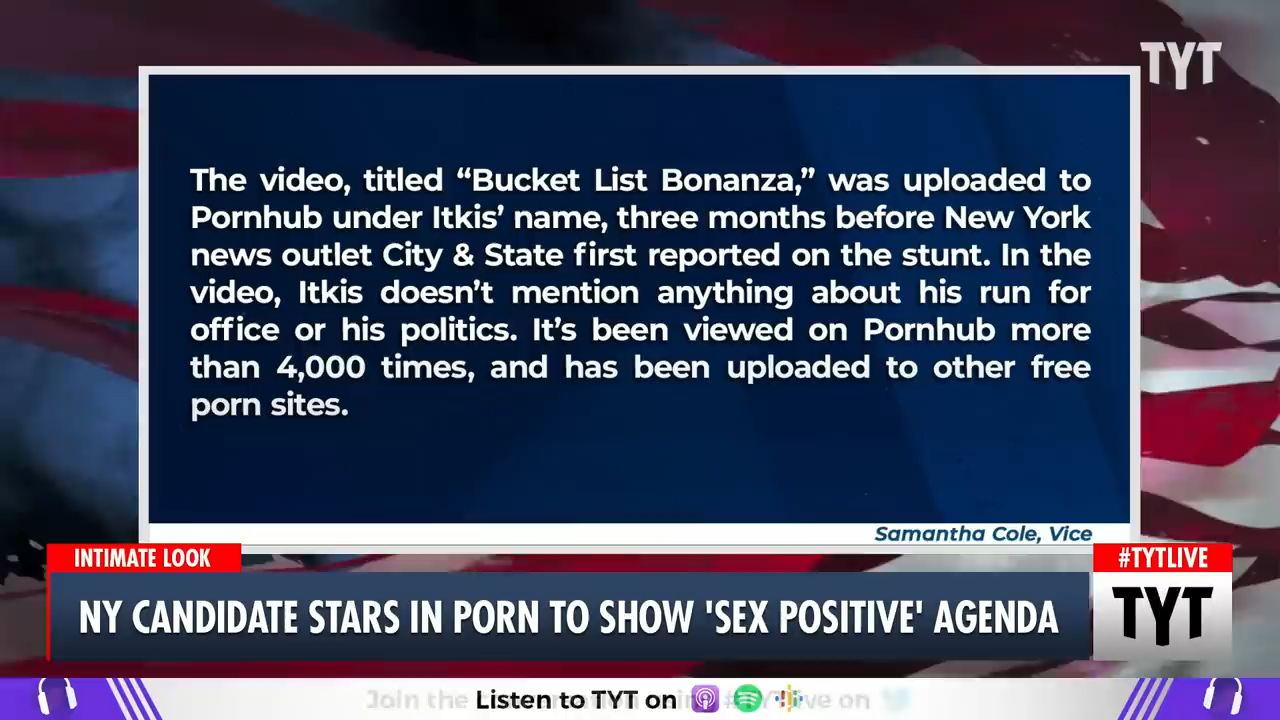 TYT
The video, titled “Bucket List Bonanza,” was uploaded to
Pornhub under Itkis’ name, three months before New York
news outlet City & State first reported on the stunt. In the
video, Itkis doesn’t mention anything about his run for
office or his politics. It’s been viewed on Pornhub more
than 4,000 times, and has been uploaded to other free
porn sites.
Samantha Cole, Vice
INTIMATE LOOK
#TYTLIVE
NY CANDIDATE STARS IN PORN TO SHOW 'SEX POSITIVE' AGENDA
TYT
Listen to TYT on
Join the
on